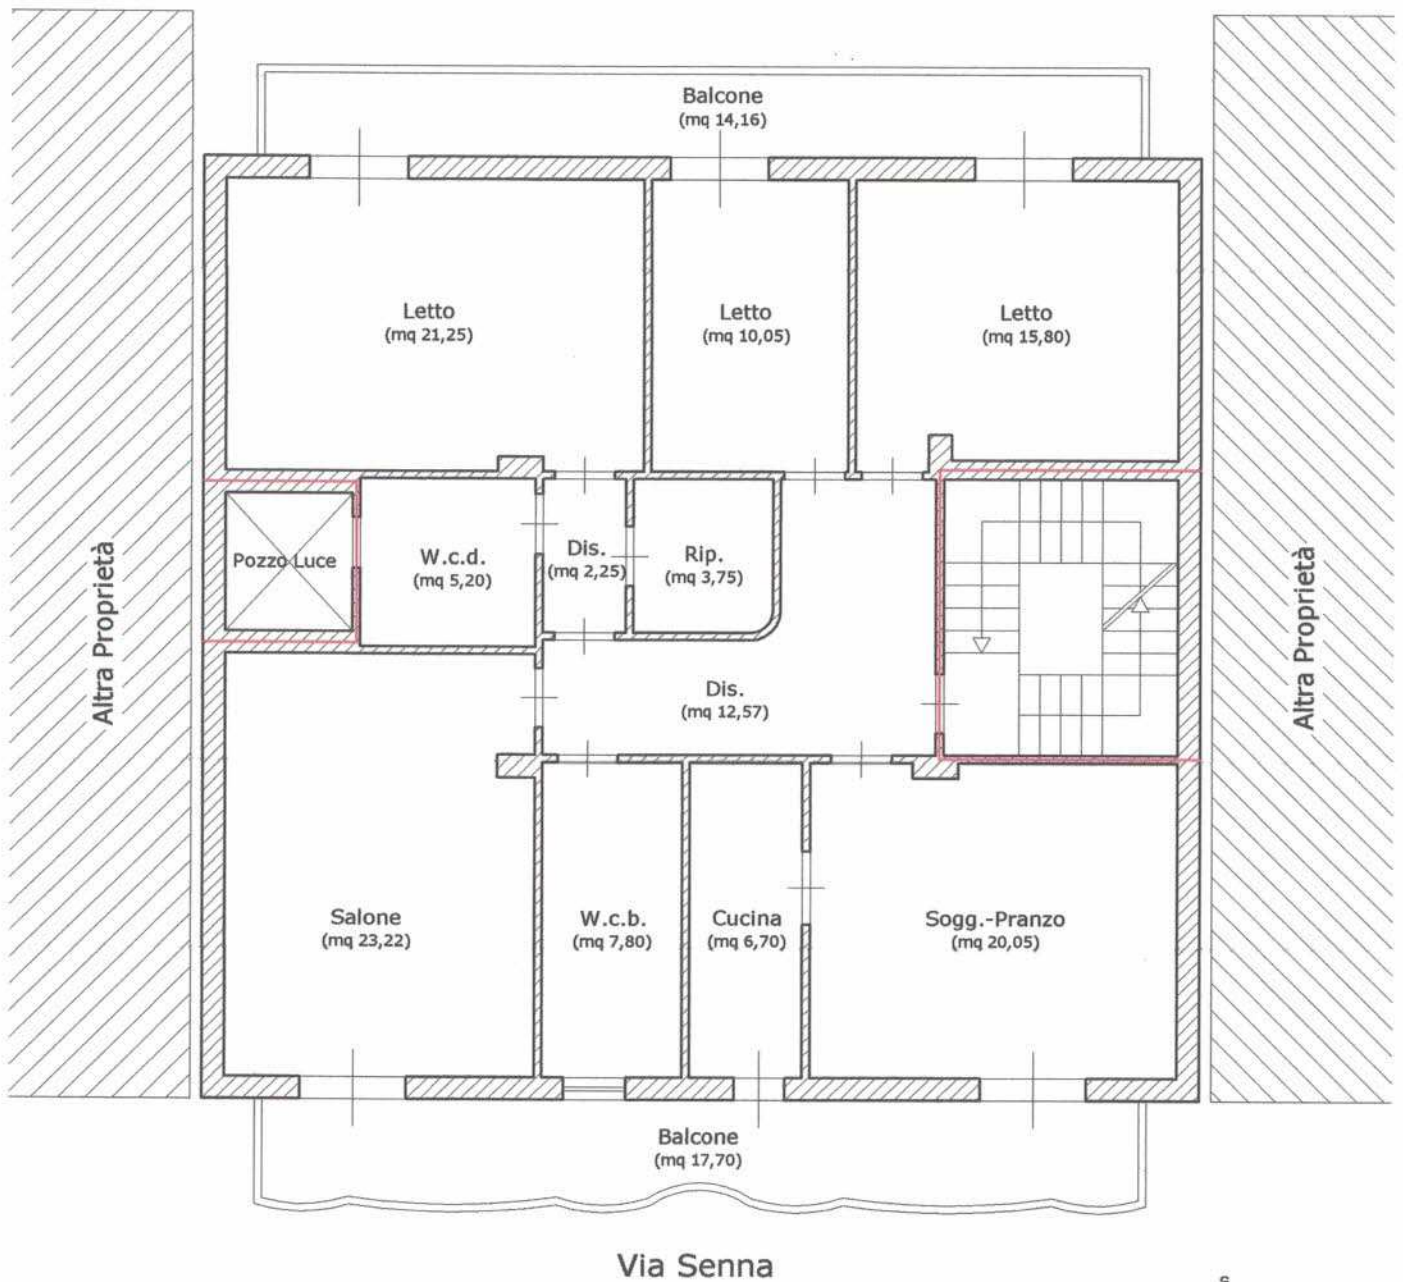 Balcone
(mq 14,16)
Letto
(mq 21,25)
Letto
(mq 10,05)
Letto
(mq 15,80)
Altra Proprietà
Pozzo Luce
W.c.d.
(mq 5,20)
Dis.
(mq 2,25)
Rip.
(mq 3,75)
Altra Proprietà
Dis.
(mq 12,57)
Salone
(mq 23,22)
W.c.b.
(mq 7,80)
Cucina
(mq 6,70)
Sogg.-Pranzo
(mq 20,05)
Balcone
(mq 17,70)
Via Senna